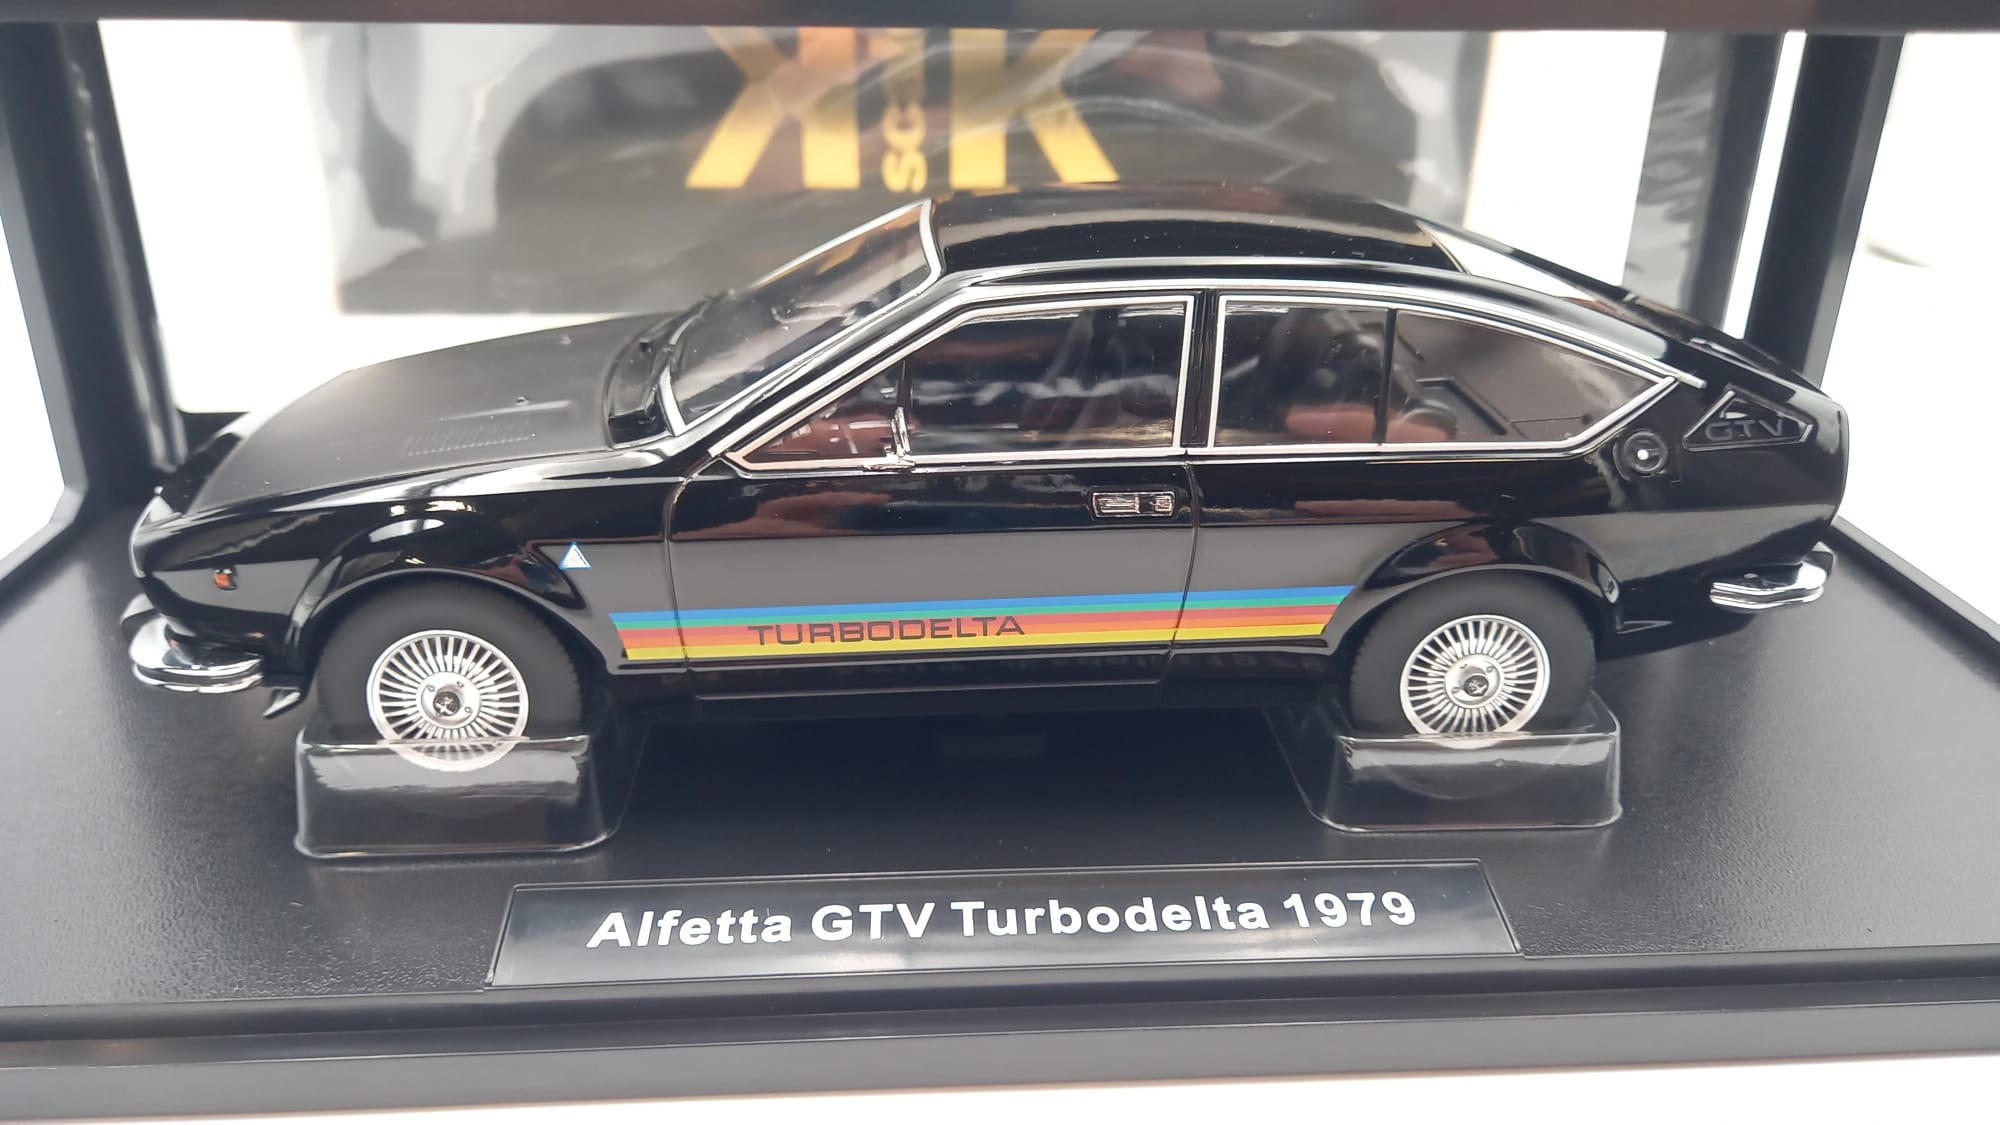 KK
GTV
TURBODELTA
Alfetta GTV Turbodelta 1979